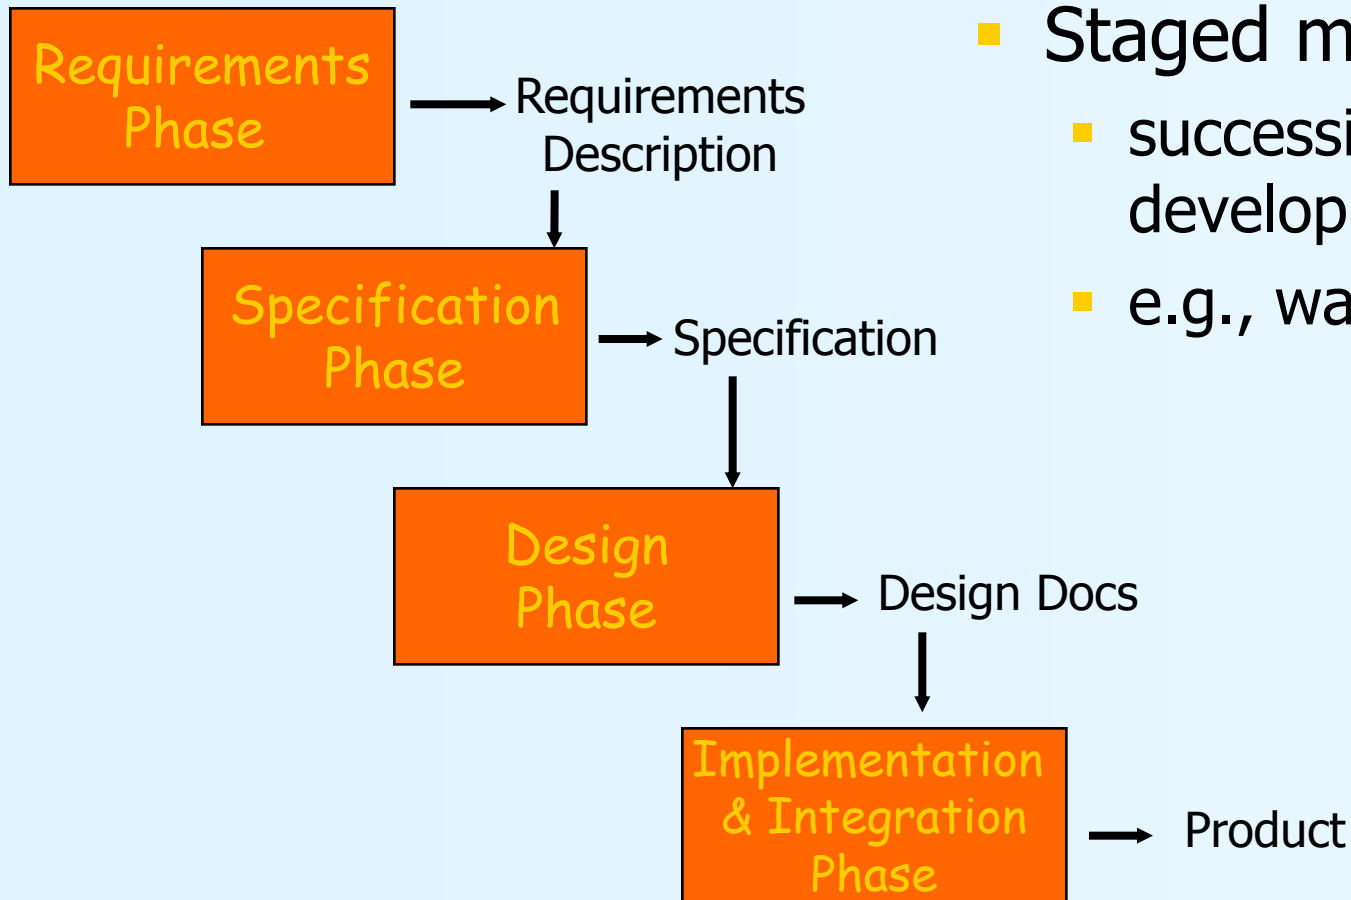 Requirements
Phase
Requirements
Description
Specification
Phase
Specification
Design
Phase
Design Docs
Implementation
& Integration
Phase
Product
Staged m
successi
develop
e.g., wa